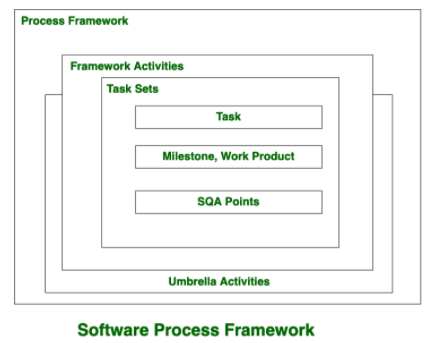 Process Framework
Framework Activities
Task Sets
Task
Milestone, Work Product
SQA Points
Umbrella Activities
Software Process Framework